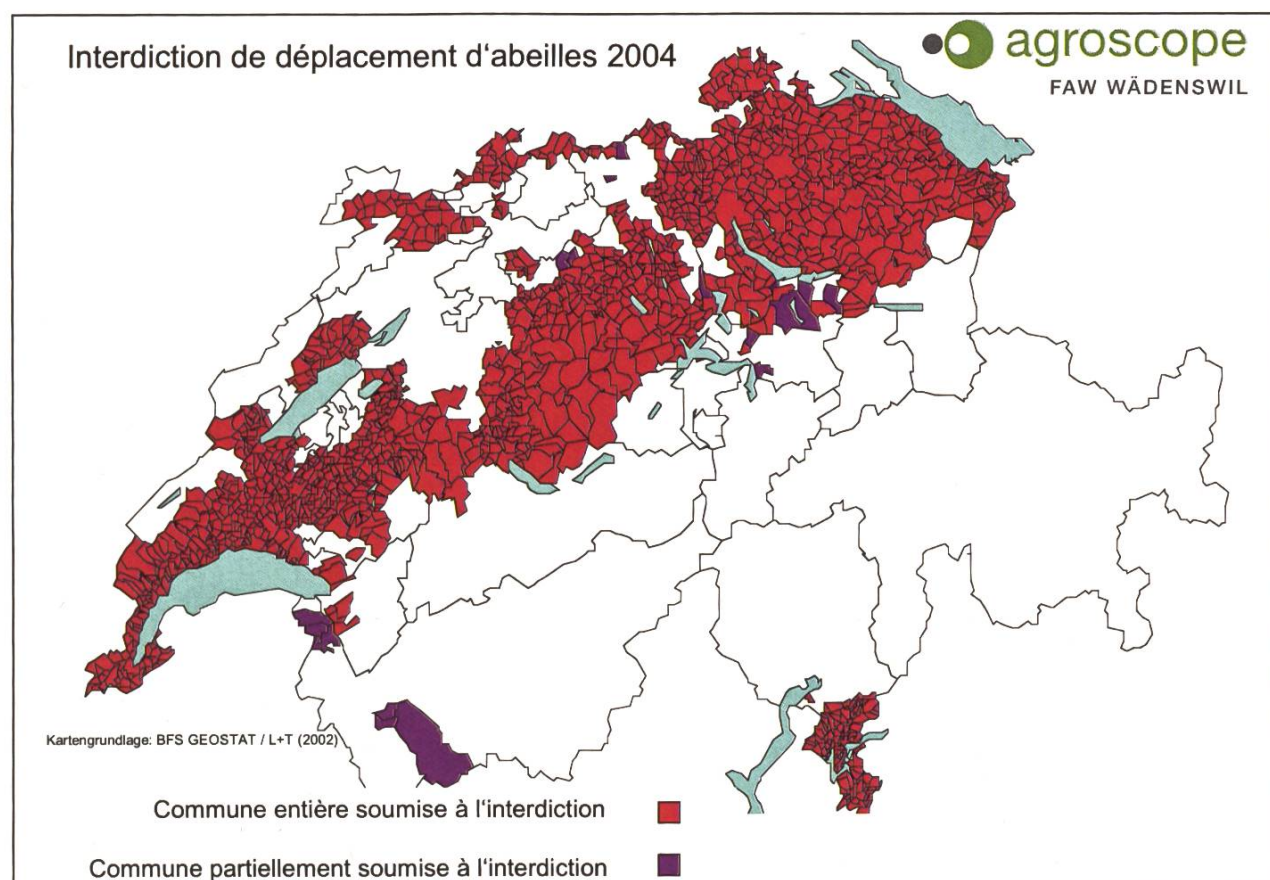 Interdiction de déplacement d'abeilles 2004
agroscope
FAW WÄDENSWIL
Kartengrundlage: BFS GEOSTAT / L+T (2002)
Commune entière soumise à l'interdiction
Commune partiellement soumise à l'interdiction